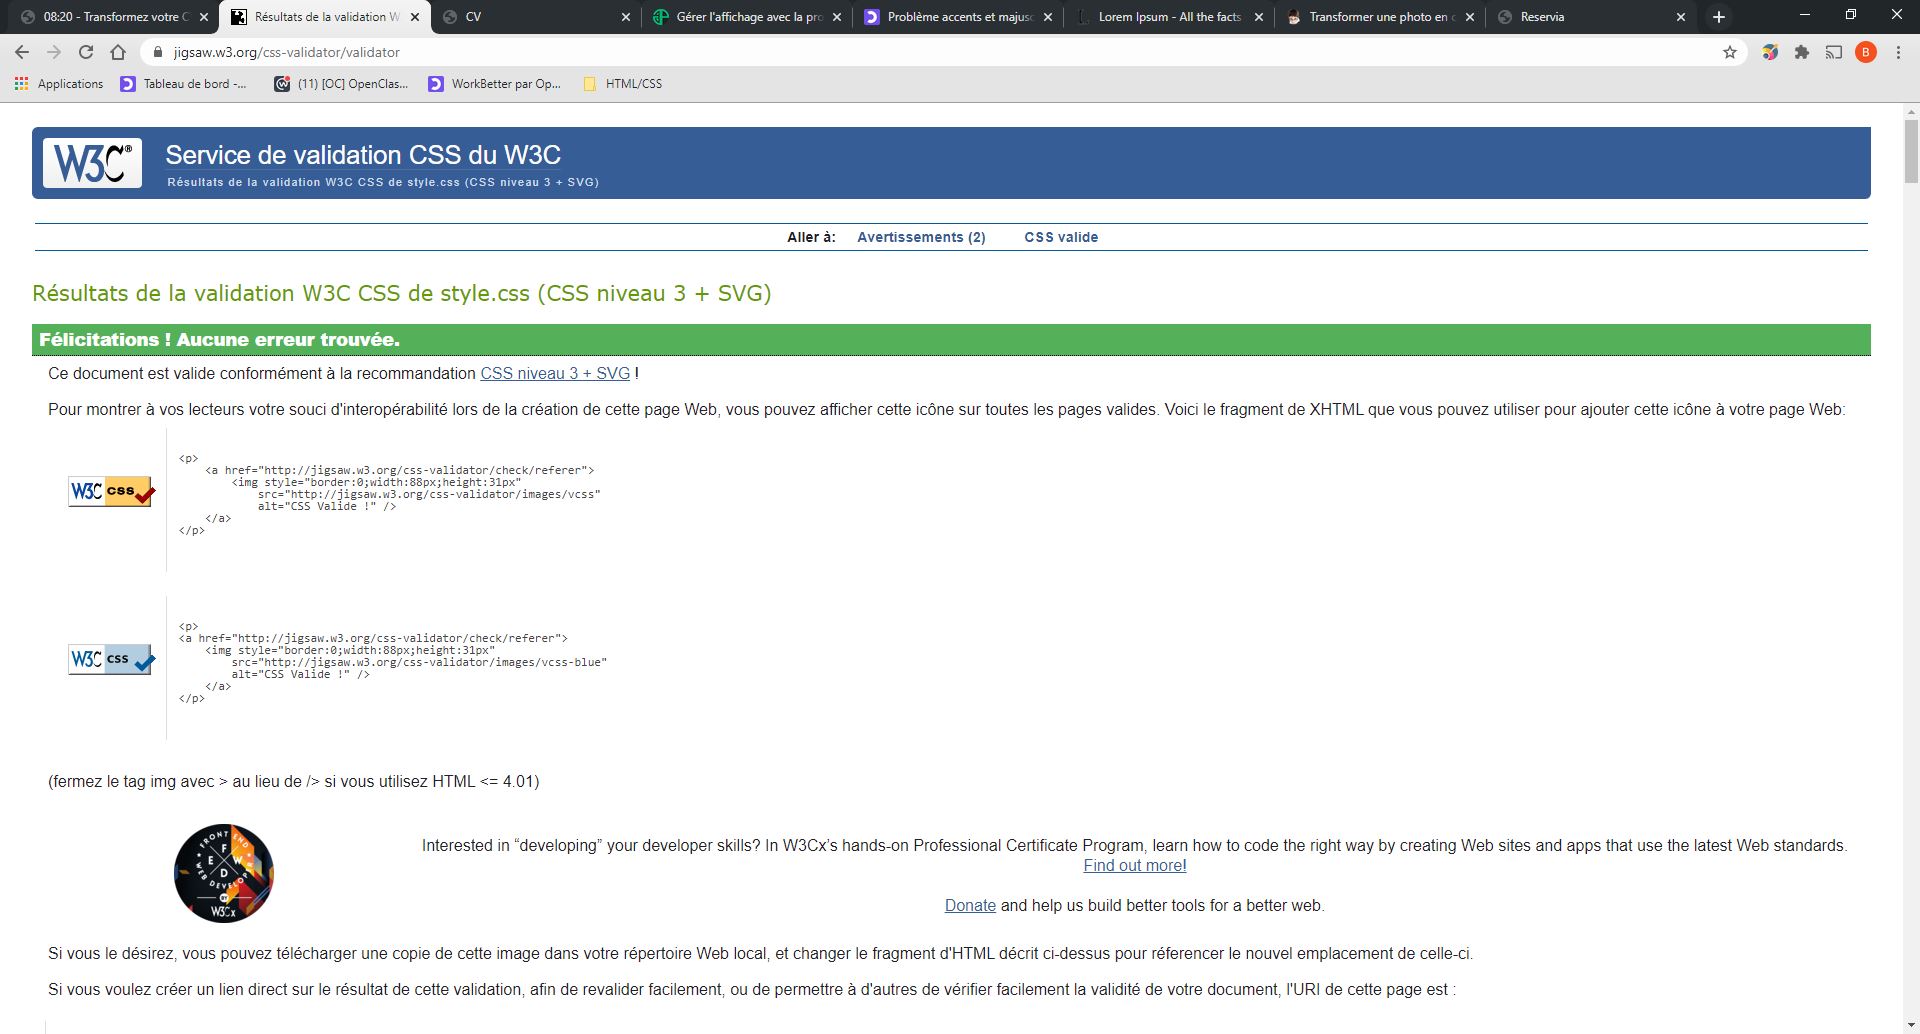 08:20 - Transformez votre C
Résultats de la validation W
CV
Gérer l'affichage avec la pro
Problème accents et majusc
Lorem Ipsum - All the facts
Transformer une photo en c
Reservia
jigsaw.w3.org/css-validator/validator
B
Applications
Tableau de bord -...
(11) [OC] OpenClas...
WorkBetter par Op...
HTML/CSS
W3C®
Service de validation CSS du W3C
Résultats de la validation W3C CSS de style.css (CSS niveau 3 + SVG)
Aller à: Avertissements (2) CSS valide
Résultats de la validation W3C CSS de style.css (CSS niveau 3 + SVG)
Félicitations ! Aucune erreur trouvée.
Ce document est valide conformément à la recommandation CSS niveau 3 + SVG !
Pour montrer à vos lecteurs votre souci d'interopérabilité lors de la création de cette page Web, vous pouvez afficher cette icône sur toutes les pages valides. Voici le fragment de XHTML que vous pouvez utiliser pour ajouter cette icône à votre page Web:
W3C css
<p>
<a href="http://jigsaw.w3.org/css-validator/check/referer">
<img style="border:0;width:88px;height:31px"
src="http://jigsaw.w3.org/css-validator/images/vcss"
alt="CSS Valide !" />
</a>
</p>
W3C css
<p>
<a href="http://jigsaw.w3.org/css-validator/check/referer">
<img style="border:0;width:88px;height:31px"
src="http://jigsaw.w3.org/css-validator/images/vcss-blue"
alt="CSS Valide !" />
</a>
</p>
(fermez le tag img avec > au lieu de /> si vous utilisez HTML <= 4.01)
FRONT END
F
E W
D
WEB DEVELOPER
W3Cx
Interested in “developing” your developer skills? In W3Cx’s hands-on Professional Certificate Program, learn how to code the right way by creating Web sites and apps that use the latest Web standards.
Find out more!
Donate and help us build better tools for a better web.
Si vous le désirez, vous pouvez télécharger une copie de cette image dans votre répertoire Web local, et changer le fragment d'HTML décrit ci-dessus pour réferencer le nouvel emplacement de celle-ci.
Si vous voulez créer un lien direct sur le résultat de cette validation, afin de revalider facilement, ou de permettre à d'autres de vérifier facilement la validité de votre document, l'URI de cette page est :